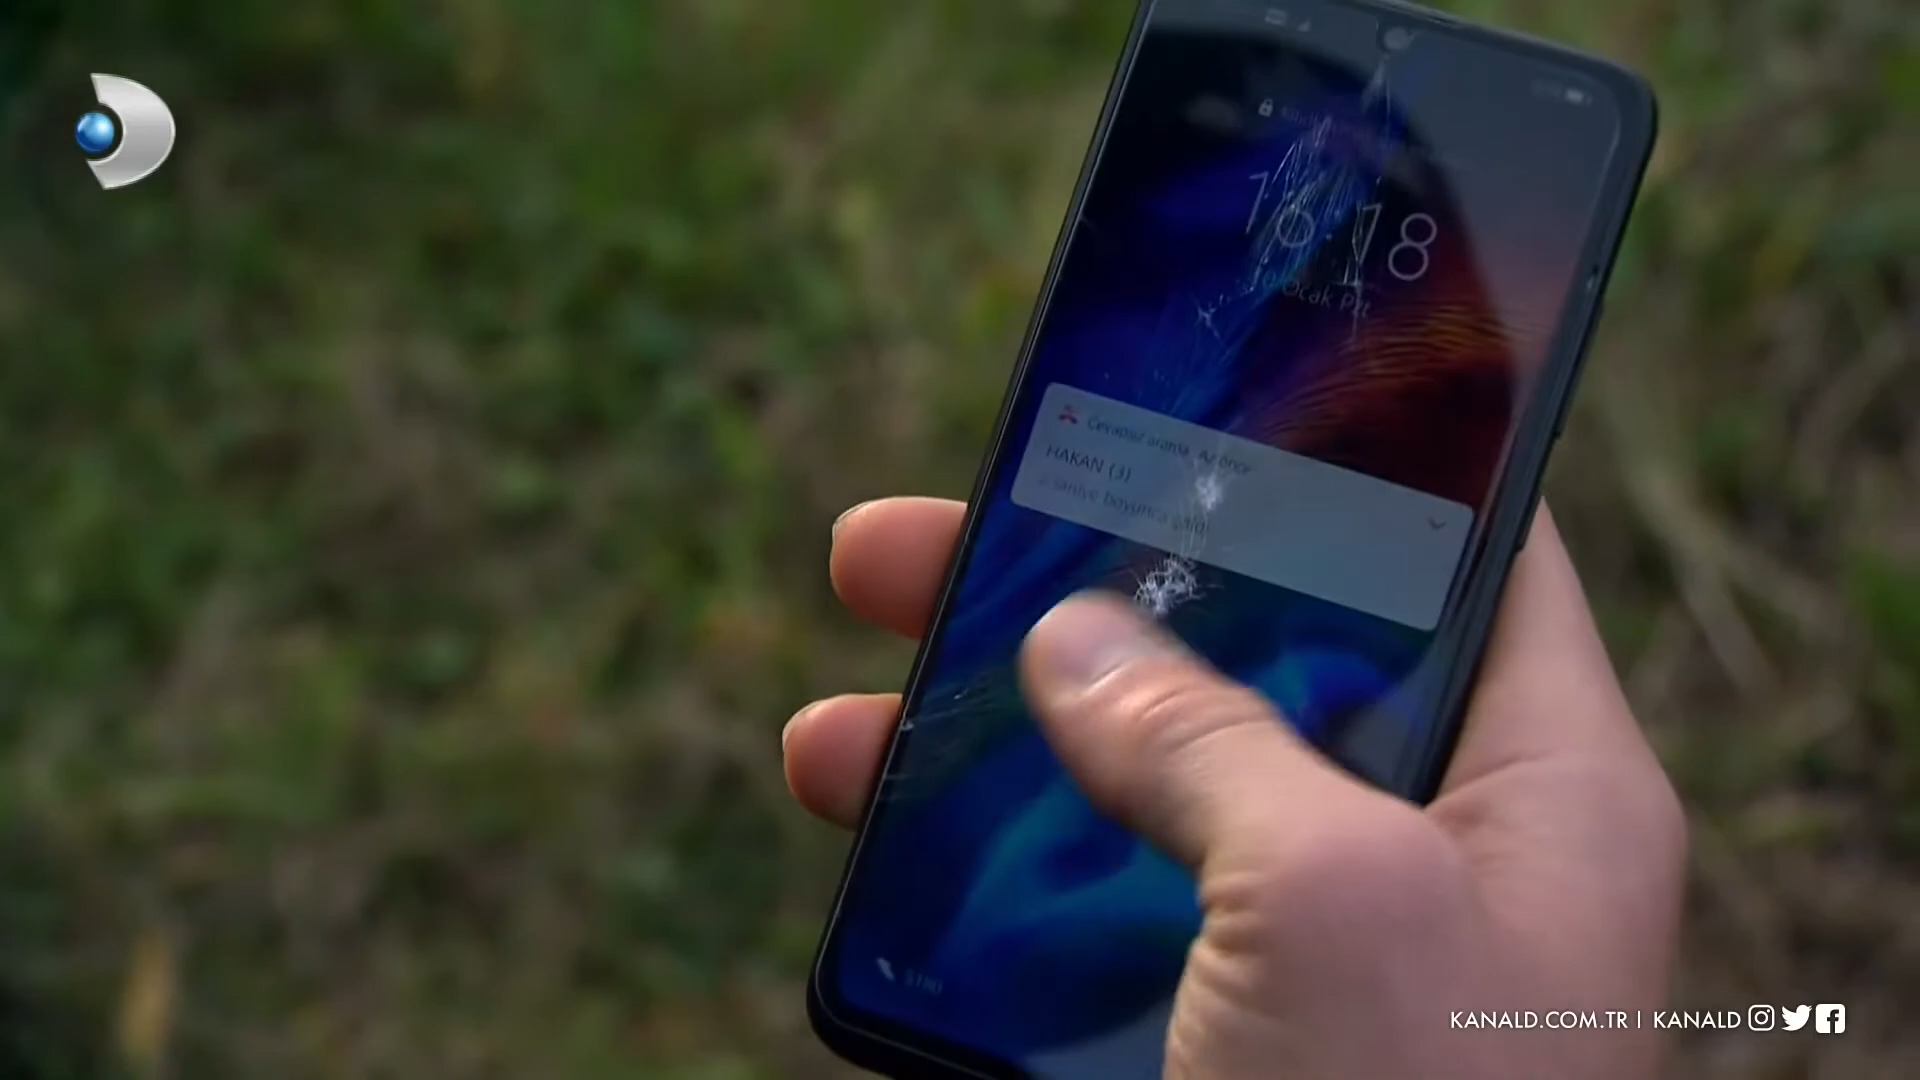 16:18
Ocak Pzt
Cevapsız arama Az önce
HAKAN (3)
saniye boyunca çaldı
KANALD.COM.TR | KANALD